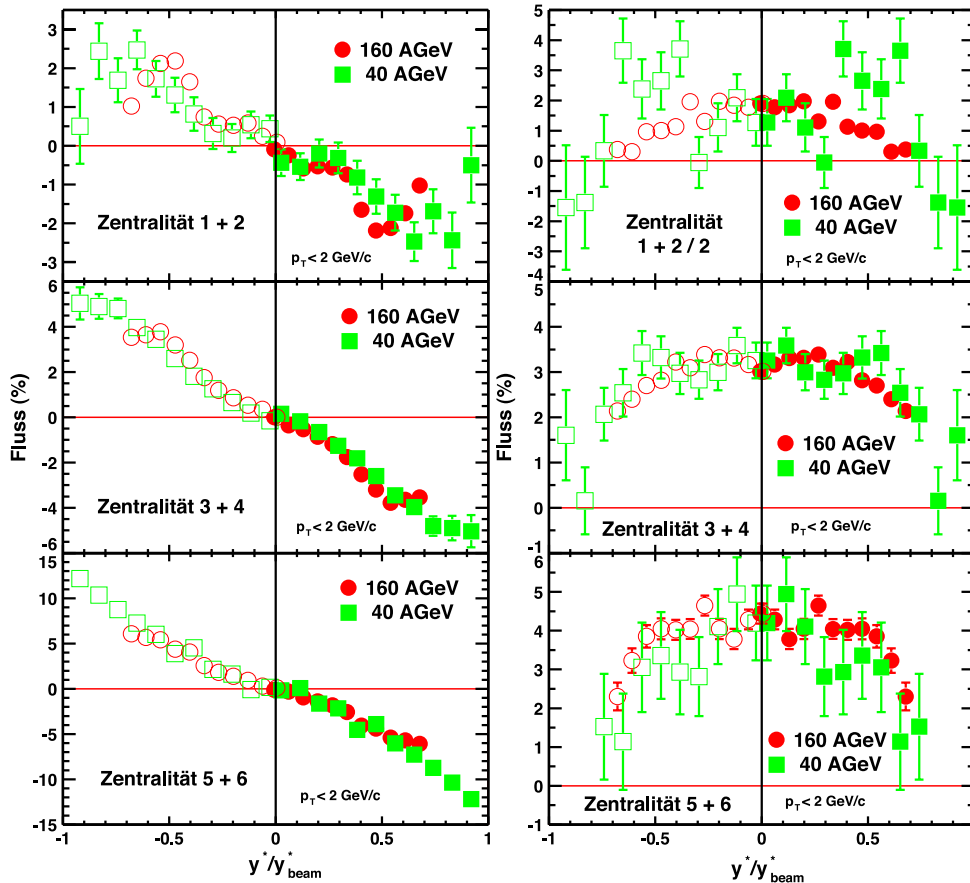 3
2
1
0
-1
-2
-3
160 AGeV
40 AGeV
Zentralität 1 + 2
p_T < 2 GeV/c
5
4
3
2
1
0
-1
-2
-3
-4
5
160 AGeV
40 AGeV
Zentralität
1 + 2 / 2
p_T < 2 GeV/c
Fluss (%)
6
4
2
0
-2
-4
-6
160 AGeV
40 AGeV
Zentralität 3 + 4
p_T < 2 GeV/c
Fluss (%)
5
4
3
2
1
0
-1
160 AGeV
40 AGeV
Zentralität 3 + 4
p_T < 2 GeV/c
10
5
0
-5
-10
-15
160 AGeV
40 AGeV
Zentralität 5 + 6
p_T < 2 GeV/c
-1
-0.5
0
0.5
1
y*/y*_beam
6
5
4
3
2
1
0
-1
160 AGeV
40 AGeV
Zentralität 5 + 6
p_T < 2 GeV/c
-1
-0.5
0
0.5
1
y*/y*_beam